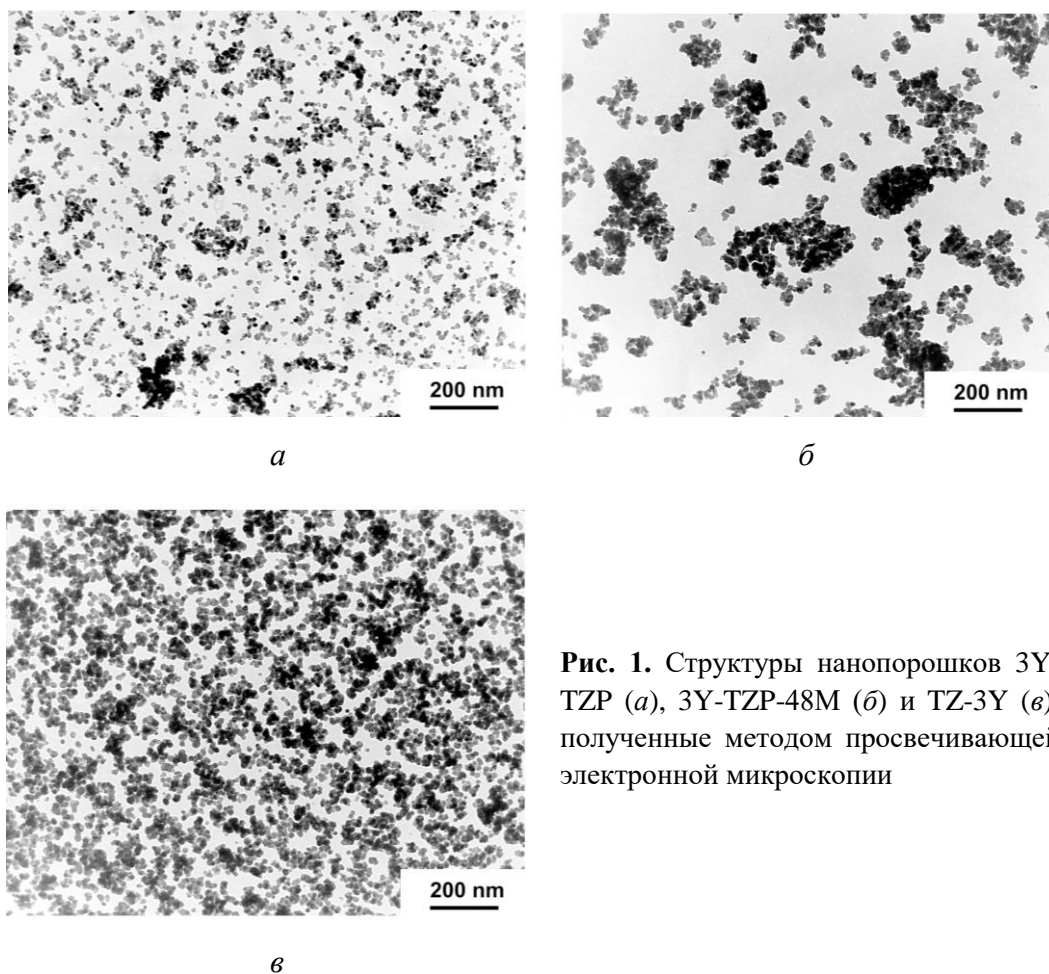 200 nm
200 nm
а
б
200 nm
в
Рис. 1. Структуры нанопорошков 3Y
TZP (а), 3Y-TZP-48M (б) и TZ-3Y (в)
полученные методом просвечивающей
электронной микроскопии